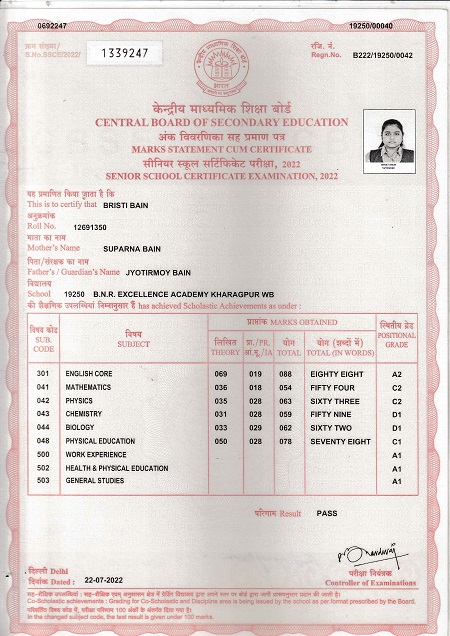 0692247 19250/00040
क्रम संख्या/ रजि. नं.
S.No.SSCE/2022/ 1339247 Regn.No. B222/19250/0042
भारत
केन्द्रीय माध्यमिक शिक्षा बोर्ड
CENTRAL BOARD OF SECONDARY EDUCATION
अंक विवरणिका सह प्रमाण पत्र
MARKS STATEMENT CUM CERTIFICATE
सीनियर स्कूल सर्टिफिकेट परीक्षा, 2022
SENIOR SCHOOL CERTIFICATE EXAMINATION, 2022
यह प्रमाणित किया जाता है कि
This is to certify that BRISTI BAIN
अनुक्रमांक
Roll No. 12691350
माता का नाम
Mother's Name SUPARNA BAIN
पिता/संरक्षक का नाम
Father's / Guardian's Name JYOTIRMOY BAIN
विद्यालय
School 19250 B.N.R. EXCELLENCE ACADEMY KHARAGPUR WB
की शैक्षिक उपलब्धियां निम्नानुसार हैं has achieved Scholastic Achievements as under :
विषय कोड विषय प्राप्तांक MARKS OBTAINED स्थितीय ग्रेड
SUB. CODE SUBJECT लिखित प्रा./PR. योग योग (शब्दों में) POSITIONAL
THEORY आ.मू./IA TOTAL TOTAL (IN WORDS) GRADE
301 ENGLISH CORE 069 019 088 EIGHTY EIGHT A2
041 MATHEMATICS 036 018 054 FIFTY FOUR C2
042 PHYSICS 035 028 063 SIXTY THREE C2
043 CHEMISTRY 031 028 059 FIFTY NINE D1
044 BIOLOGY 033 029 062 SIXTY TWO D1
048 PHYSICAL EDUCATION 050 028 078 SEVENTY EIGHT C1
500 WORK EXPERIENCE A1
502 HEALTH & PHYSICAL EDUCATION A1
503 GENERAL STUDIES A1
परिणाम Result PASS
दिल्ली Delhi परीक्षा नियंत्रक
दिनांक Dated : 22-07-2022 Controller of Examinations
Co-Scholastic achievements : Grading for Co-Scholastic and Discipline area is being issued by the school as per format prescribed by the Board.
In the changed subject code, the test result is given under 100 marks.